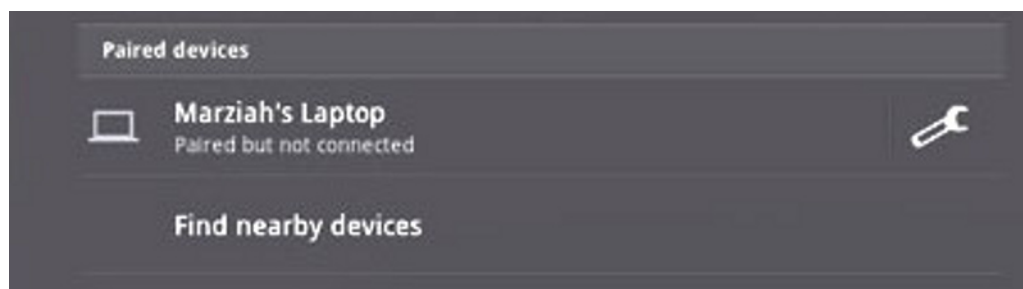 Paired devices
Marziah's Laptop
Paired but not connected
Find nearby devices